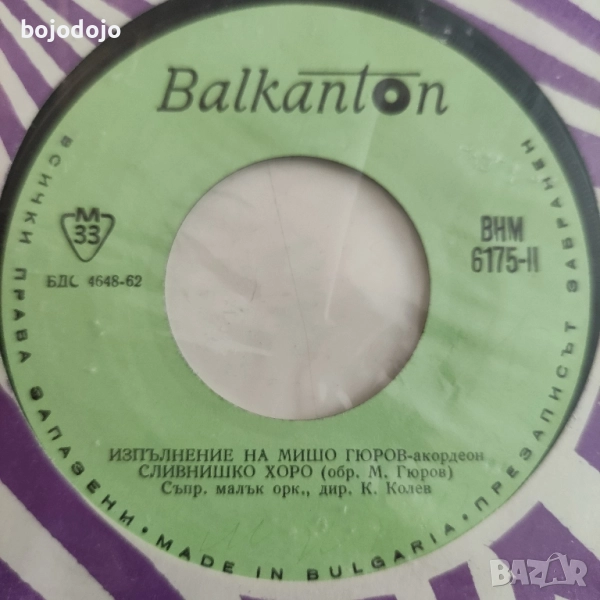 bojodojo
Balkanton
М
33
БДС 4648-62
ВНМ
6175-II
ИЗПЪЛНЕНИЕ НА МИШО ГЮРОВ-акордеон
СЛИВНИШКО ХОРО (обр. М. Гюров)
Съпр. малък орк., дир. К. Колев
ВСИЧКИ ПРАВА ЗАПАЗЕНИ • MADE IN BULGARIA • ПРЕЗАПИСЪТ ЗАБРАНЕН
BAZAR